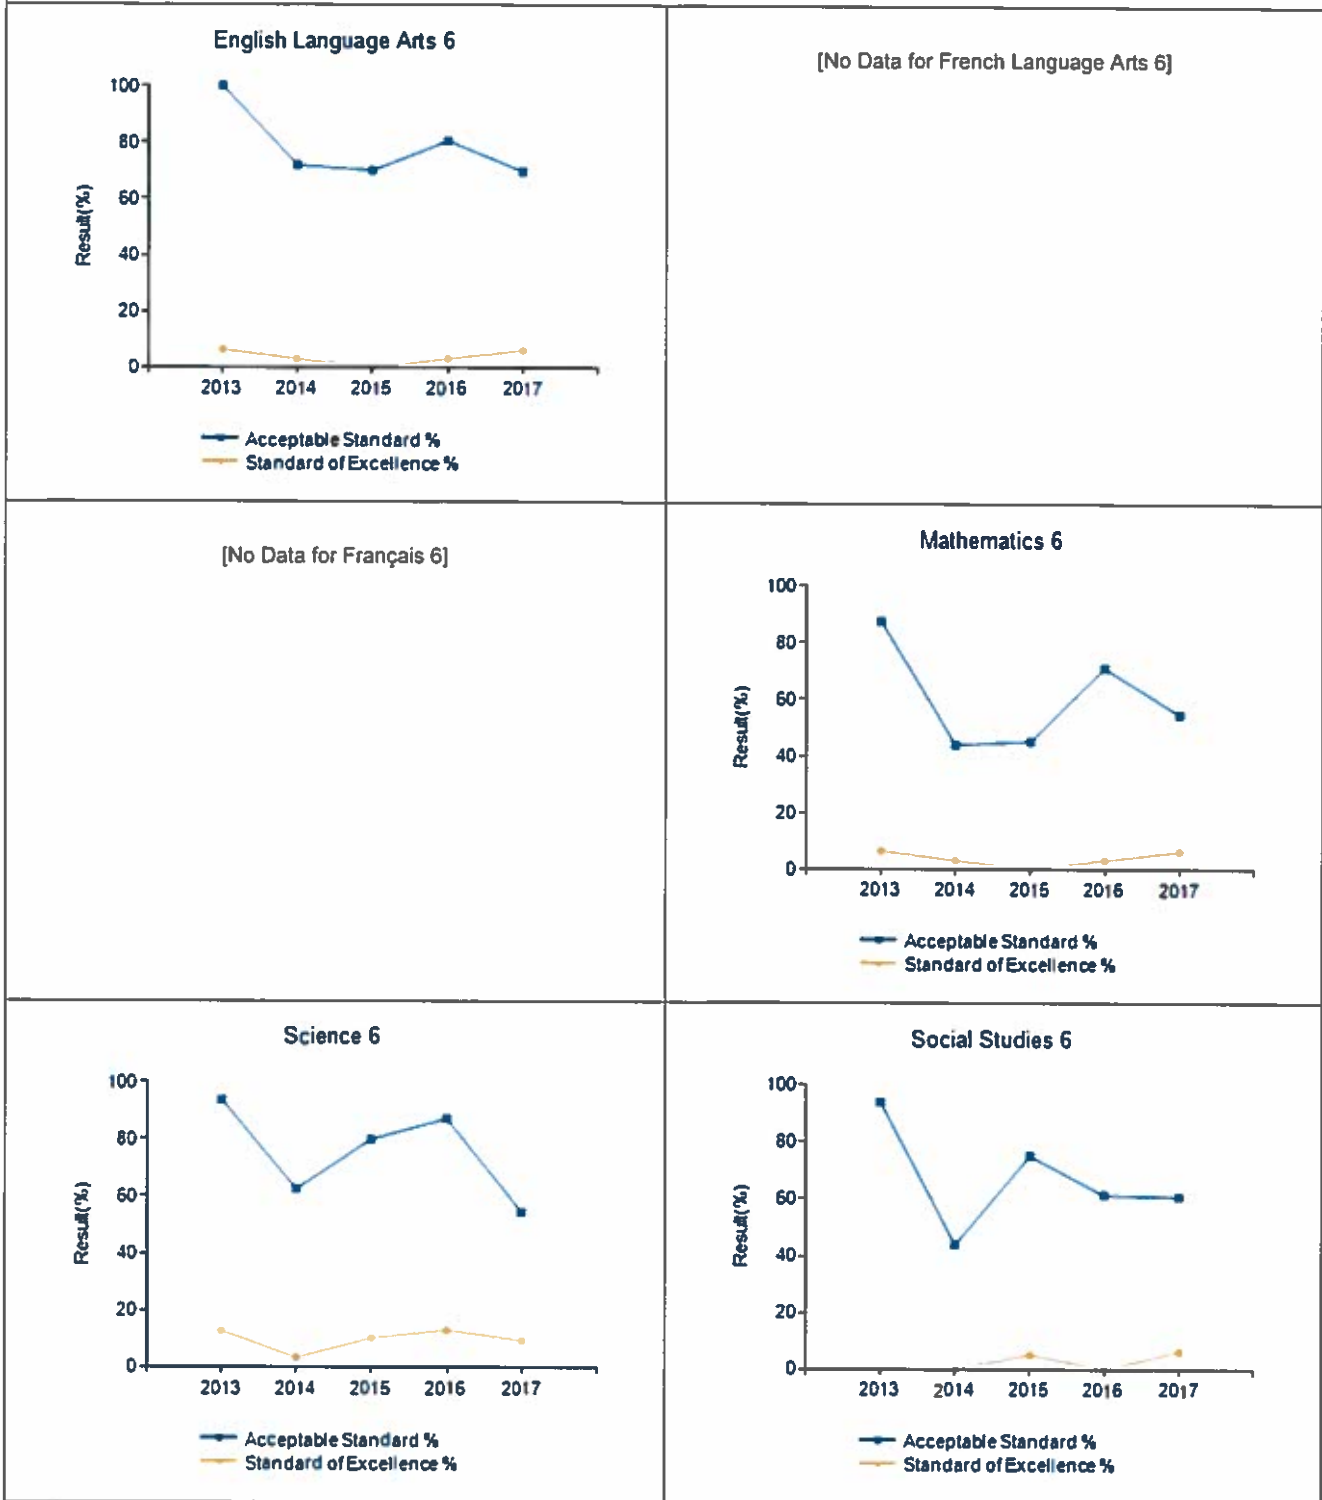 English Language Arts 6
100
80
60
40
20
0
Result(%)
2013 2014 2015 2016 2017
Acceptable Standard %
Standard of Excellence %
[No Data for French Language Arts 6]
[No Data for Français 6]
Mathematics 6
100
80
60
40
20
0
Result(%)
2013 2014 2015 2016 2017
Acceptable Standard %
Standard of Excellence %
Science 6
100
80
60
40
20
0
Result(%)
2013 2014 2015 2016 2017
Acceptable Standard %
Standard of Excellence %
Social Studies 6
100
80
60
40
20
0
Result(%)
2013 2014 2015 2016 2017
Acceptable Standard %
Standard of Excellence %